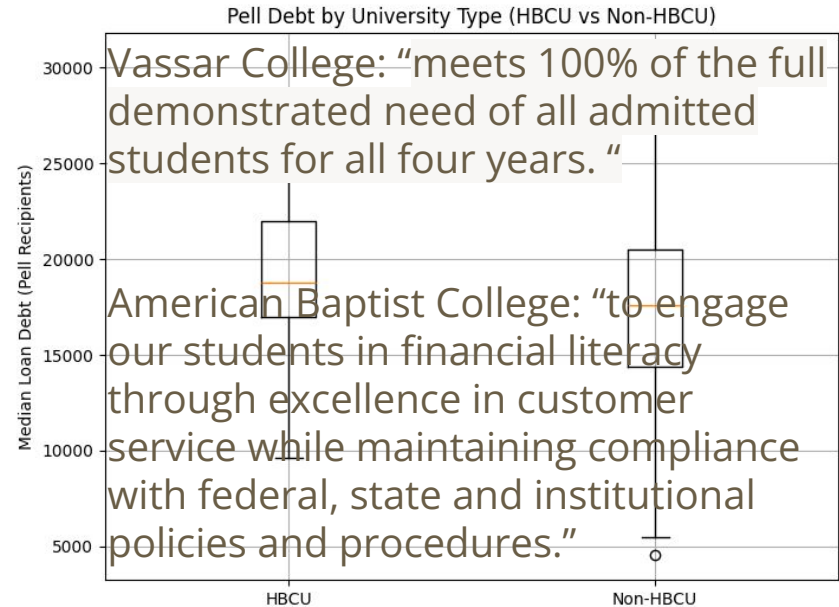 Pell Debt by University Type (HBCU vs Non-HBCU)
Vassar College: “meets 100% of the full
demonstrated need of all admitted
students for all four years. “
American Baptist College: “to engage
our students in financial literacy
through excellence in customer
service while maintaining compliance
with federal, state and institutional
policies and procedures.”
Median Loan Debt (Pell Recipients)
30000
25000
20000
15000
10000
5000
HBCU
Non-HBCU